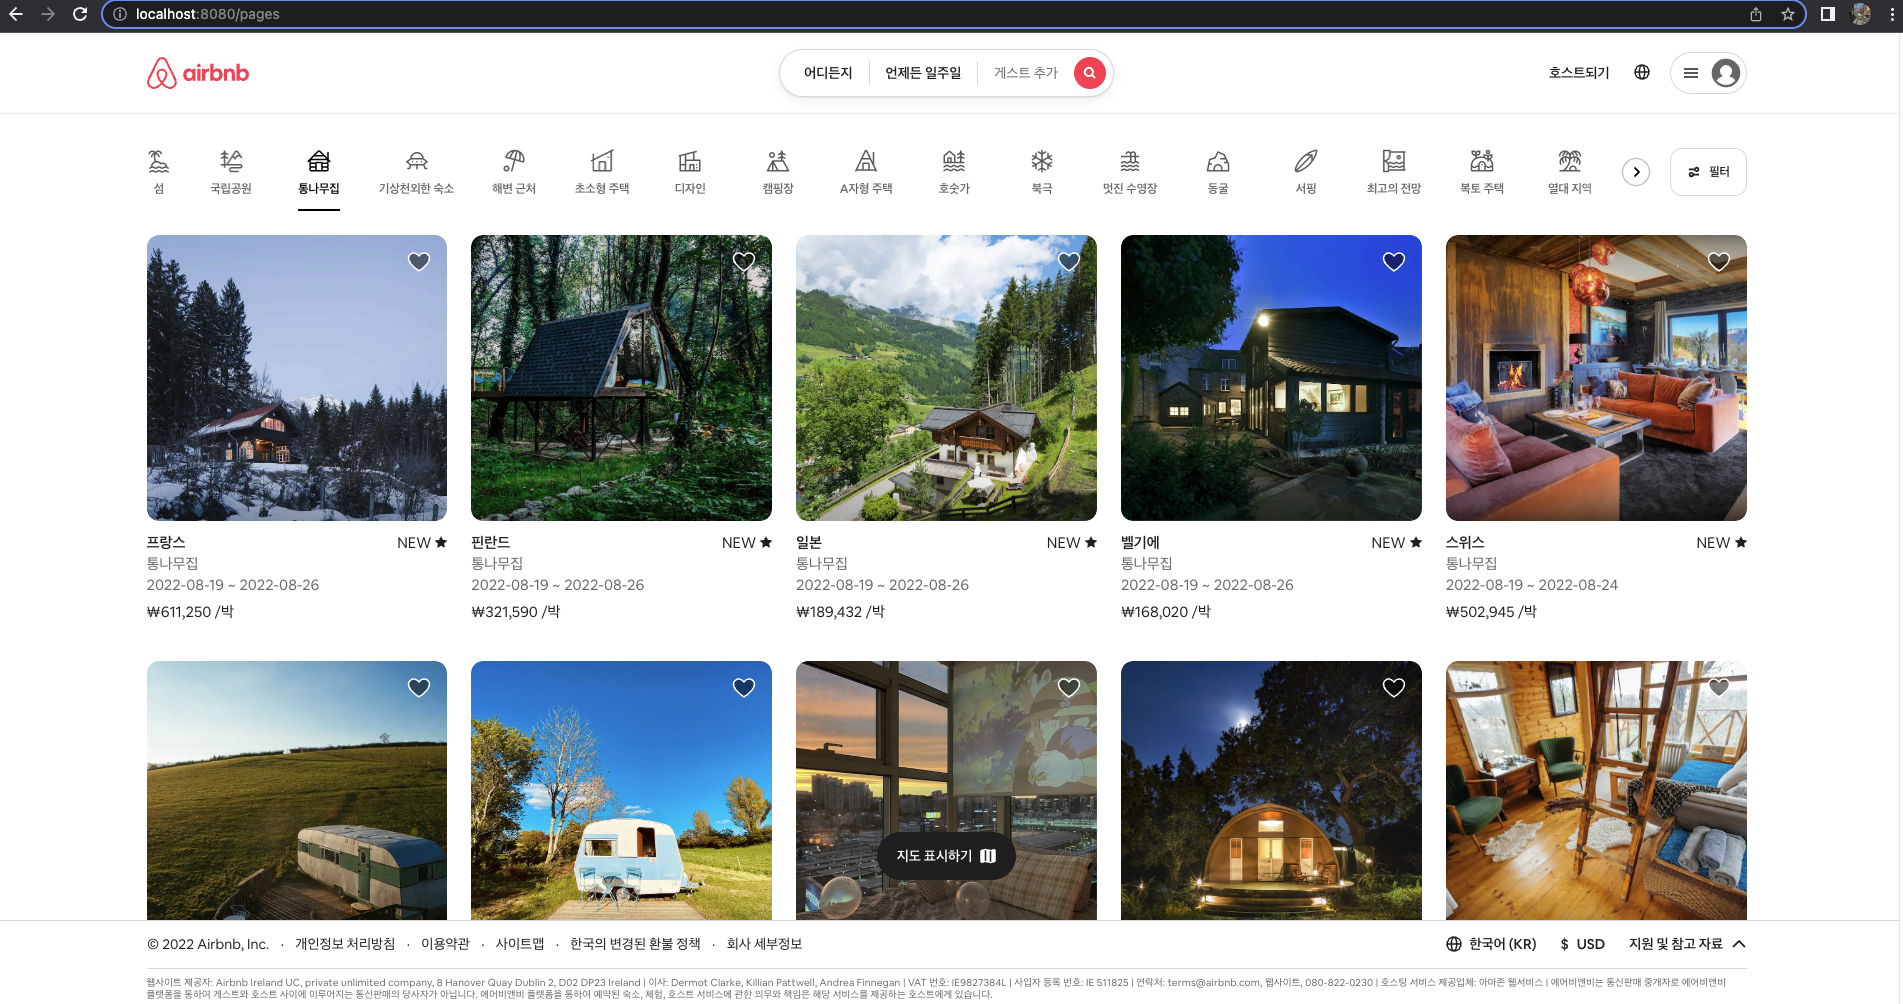 localhost:8080/pages
airbnb
어디든지 언제든 일주일 게스트 추가
호스트되기
섬 국립공원 통나무집 기상천외한 숙소 해변 근처 초소형 주택 디자인 캠핑장 A자형 주택 호숫가 북극 멋진 수영장 동굴 서핑 최고의 전망 복토 주택 열대 지역 필터
프랑스 NEW ★
통나무집
2022-08-19 ~ 2022-08-26
₩611,250 /박
핀란드 NEW ★
통나무집
2022-08-19 ~ 2022-08-26
₩321,590 /박
일본 NEW ★
통나무집
2022-08-19 ~ 2022-08-26
₩189,432 /박
벨기에 NEW ★
통나무집
2022-08-19 ~ 2022-08-26
₩168,020 /박
스위스 NEW ★
통나무집
2022-08-19 ~ 2022-08-24
₩502,945 /박
지도 표시하기
© 2022 Airbnb, Inc. · 개인정보 처리방침 · 이용약관 · 사이트맵 · 한국의 변경된 환불 정책 · 회사 세부정보
한국어 (KR) $ USD 지원 및 참고 자료
웹사이트 제공자: Airbnb Ireland UC, private unlimited company, 8 Hanover Quay Dublin 2, D02 DP23 Ireland | 이사: Dermot Clarke, Killian Pattwell, Andrea Finnegan | VAT 번호: IE9827384L | 사업자 등록 번호: IE 511825 | 연락처: terms@airbnb.com, 웹사이트, 080-822-0230 | 호스팅 서비스 제공업체: 아마존 웹서비스 | 에어비앤비는 통신판매 중개자로 에어비앤비
플랫폼을 통하여 게스트와 호스트 사이에 이루어지는 통신판매의 당사자가 아닙니다. 에어비앤비 플랫폼을 통하여 예약된 숙소, 체험, 호스트 서비스에 관한 의무와 책임은 해당 서비스를 제공하는 호스트에게 있습니다.